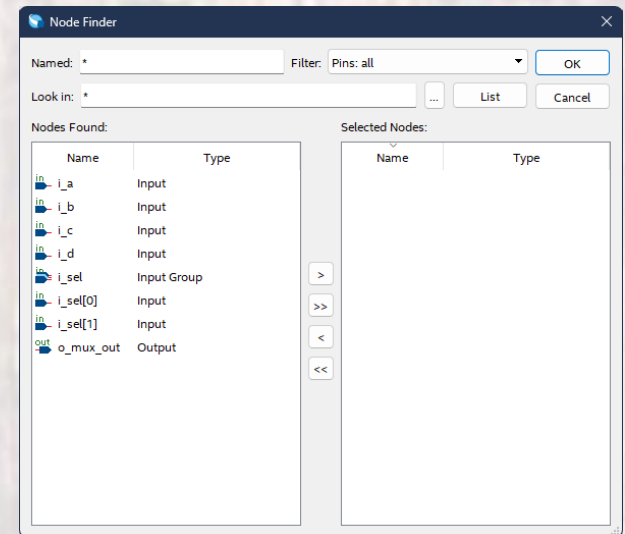 Node Finder
Named: * Filter: Pins: all OK
Look in: * ... List Cancel
Nodes Found: Selected Nodes:
Name Type Name Type
in i_a Input
in i_b Input
in i_c Input
in i_d Input
in i_sel Input Group >
in i_sel[0] Input
>>
in i_sel[1] Input
<
out o_mux_out Output
<<